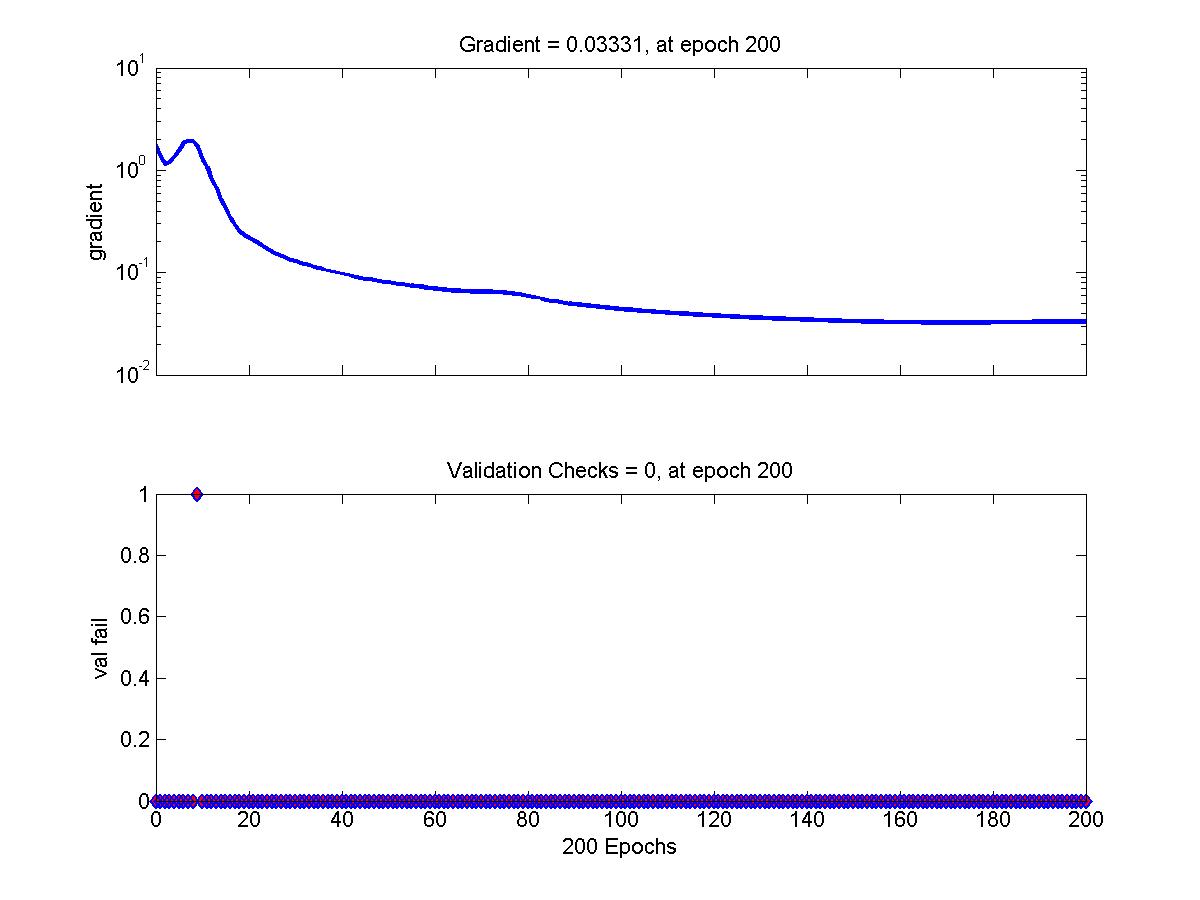 Gradient = 0.03331, at epoch 200
10^1
10^0
10^-1
10^-2
gradient
Validation Checks = 0, at epoch 200
1
0.8
0.6
0.4
0.2
0
val fail
0 20 40 60 80 100 120 140 160 180 200
200 Epochs